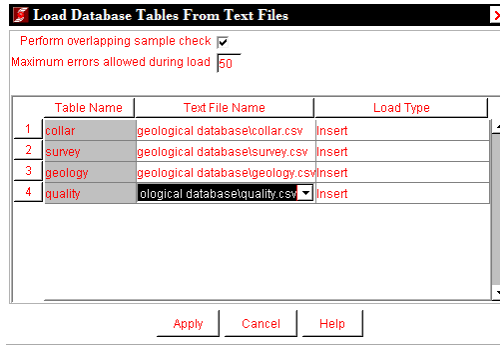 Load Database Tables From Text Files
Perform overlapping sample check
Maximum errors allowed during load 50
Table Name Text File Name Load Type
1 collar geological database\collar.csv Insert
2 survey geological database\survey.csv Insert
3 geology geological database\geology.csv Insert
4 quality ological database\quality.csv Insert
Apply Cancel Help